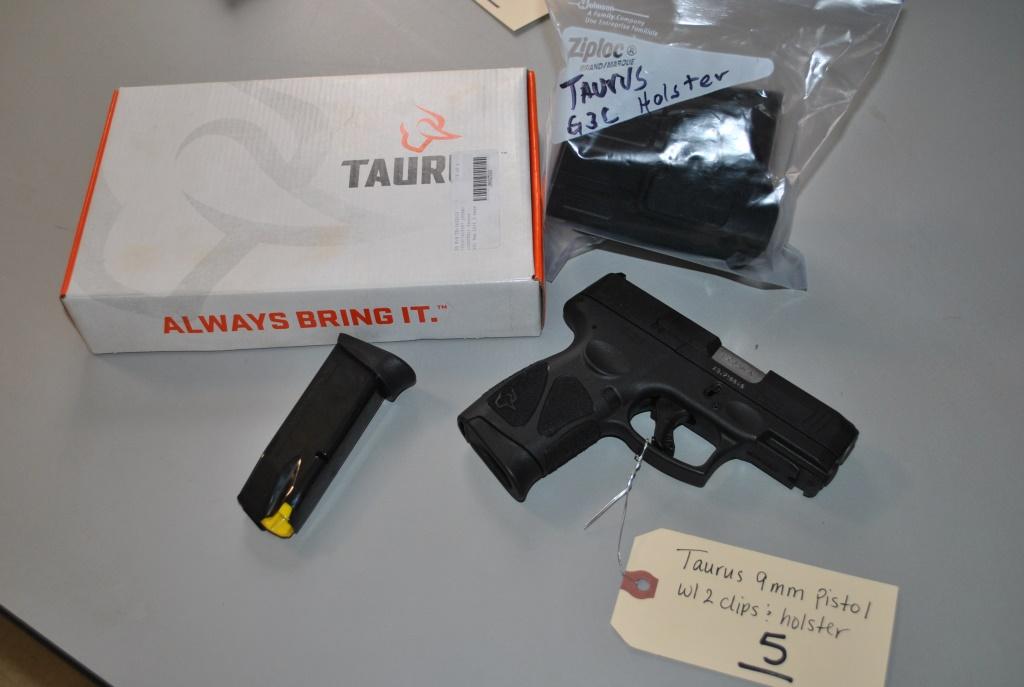 Johnson
A Family Company
Une Entreprise Familiale
Ziploc®
BRAND/MARQUE
TAURUS
G3C Holster
TAUR
ALWAYS BRING IT.™
Taurus 9mm Pistol
w/ 2 clips & holster
5